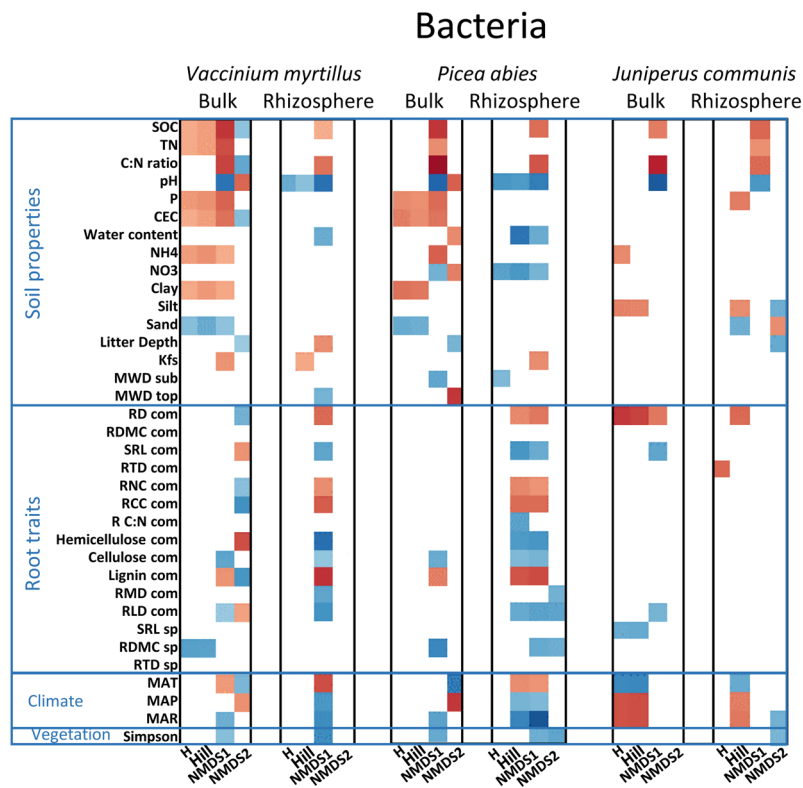 Bacteria
Vaccinium myrtillus Picea abies Juniperus communis
Bulk Rhizosphere Bulk Rhizosphere Bulk Rhizosphere
Soil properties
SOC
TN
C:N ratio
pH
P
CEC
Water content
NH4
NO3
Clay
Silt
Sand
Litter Depth
Kfs
MWD sub
MWD top
Root traits
RD com
RDMC com
SRL com
RTD com
RNC com
RCC com
R C:N com
Hemicellulose com
Cellulose com
Lignin com
RMD com
RLD com
SRL sp
RDMC sp
RTD sp
Climate
MAT
MAP
MAR
Vegetation
Simpson
H Hill NMDS1 NMDS2 H Hill NMDS1 NMDS2 H Hill NMDS1 NMDS2 H Hill NMDS1 NMDS2 H Hill NMDS1 NMDS2 H Hill NMDS1 NMDS2